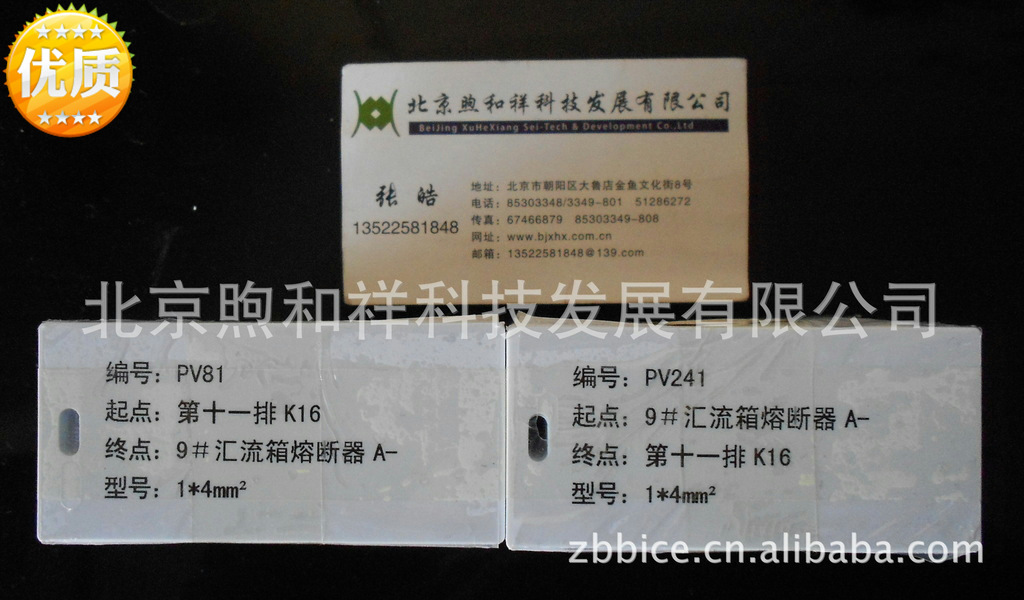 优质
北京煦和祥科技发展有限公司
BeiJing XuHeXiang Sei-Tech & Development Co.,Ltd
张 皓
13522581848
地址：北京市朝阳区大鲁店金鱼文化街8号
电话：85303348/3349-801 51286272
传真：67466879 85303349-808
网址：www.bjxhx.com.cn
邮箱：13522581848@139.com
北京煦和祥科技发展有限公司
编号：PV81
起点：第十一排 K16
终点：9＃汇流箱熔断器 A-
型号：1*4mm²
编号：PV241
起点：9＃汇流箱熔断器 A-
终点：第十一排 K16
型号：1*4mm²
zbbice.cn.alibaba.com